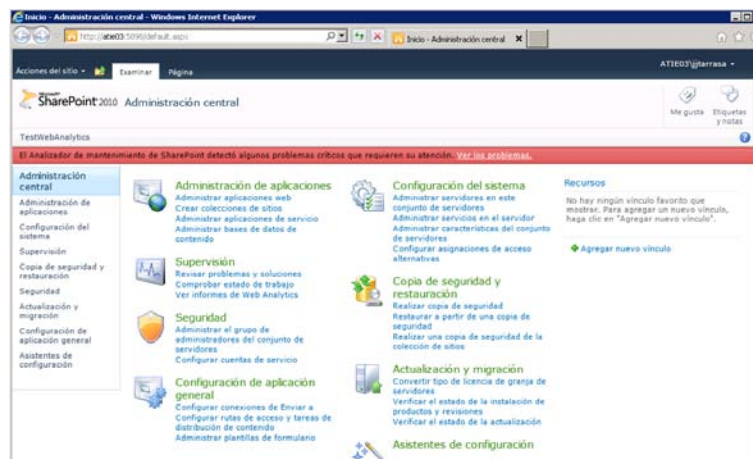 Inicio - Administración central - Windows Internet Explorer
http://atie03:5098/default.aspx
Inicio - Administración central
Acciones del sitio
Examinar
Página
ATIE03\jjtarrasa
Microsoft
SharePoint 2010
Administración central
Me gusta
Etiquetas
y notas
TestWebAnalytics
El Analizador de mantenimiento de SharePoint detectó algunos problemas críticos que requieren su atención. Ver los problemas.
Administración
central
Administración de
aplicaciones
Configuración del
sistema
Supervisión
Copia de seguridad y
restauración
Seguridad
Actualización y
migración
Configuración de
aplicación general
Asistentes de
configuración
Administración de aplicaciones
Administrar aplicaciones web
Crear colecciones de sitios
Administrar aplicaciones de servicio
Administrar bases de datos de
contenido
Supervisión
Revisar problemas y soluciones
Comprobar estado de trabajo
Ver informes de Web Analytics
Seguridad
Administrar el grupo de
administradores del conjunto de
servidores
Configurar cuentas de servicio
Configuración de aplicación
general
Configurar conexiones de Enviar a
Configurar rutas de acceso y tareas de
distribución de contenido
Administrar plantillas de formulario
Configuración del sistema
Administrar servidores en este
conjunto de servidores
Administrar servicios en el servidor
Administrar características del conjunto
de servidores
Configurar asignaciones de acceso
alternativas
Copia de seguridad y
restauración
Realizar copia de seguridad
Restaurar a partir de una copia de
seguridad
Realizar una copia de seguridad de la
colección de sitios
Actualización y migración
Convertir tipo de licencia de granja de
servidores
Verificar el estado de la instalación de
productos y revisiones
Verificar el estado de la actualización
Asistentes de configuración
Recursos
No hay ningún vínculo favorito que
mostrar. Para agregar un nuevo vínculo,
haga clic en "Agregar nuevo vínculo".
Agregar nuevo vínculo